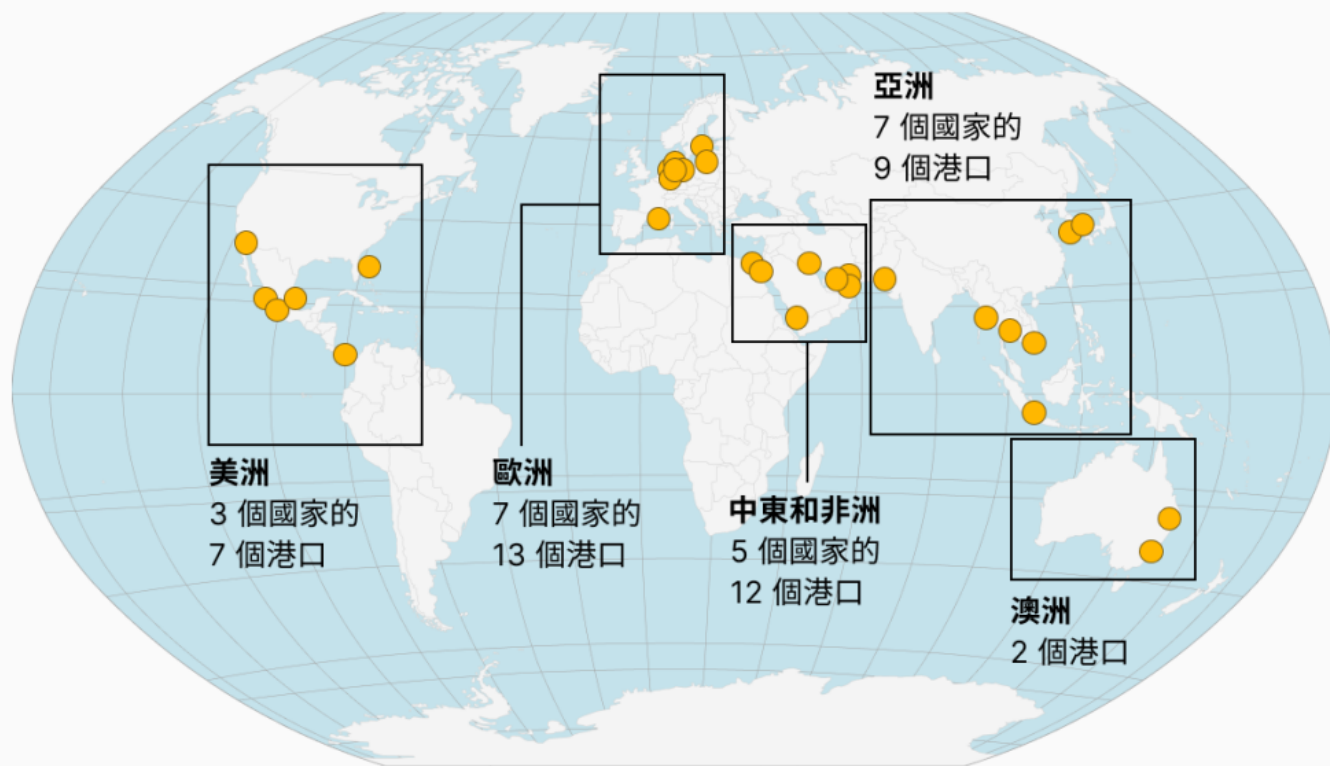 亞洲
7 個國家的
9 個港口
美洲
3 個國家的
7 個港口
歐洲
7 個國家的
13 個港口
中東和非洲
5 個國家的
12 個港口
澳洲
2 個港口